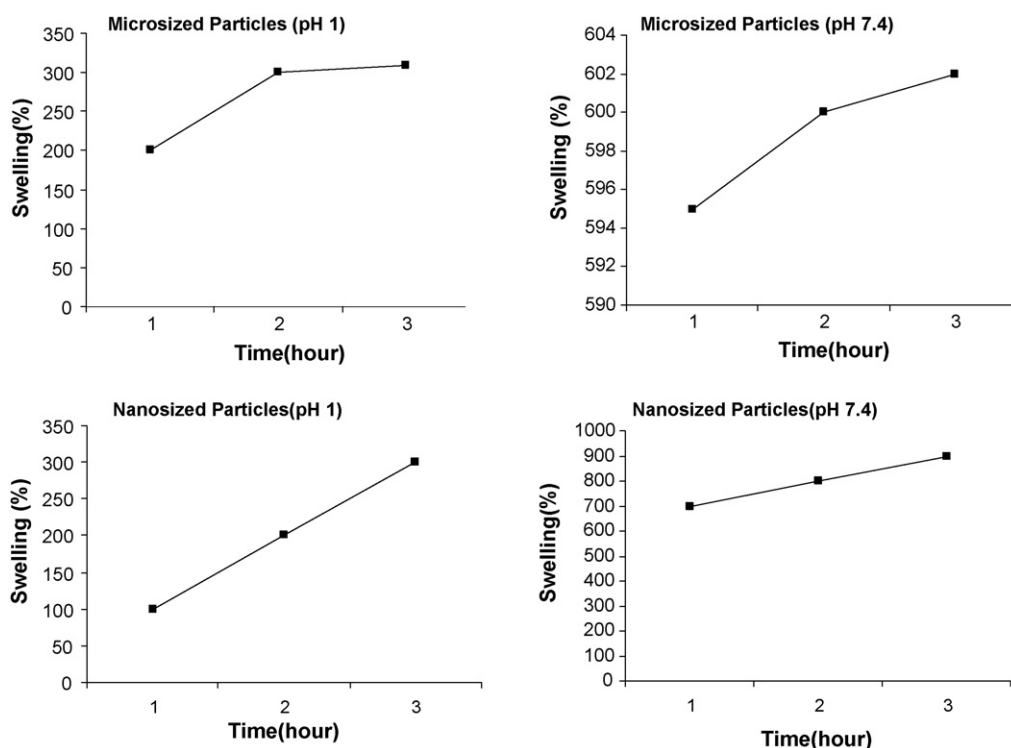 Microsized Particles (pH 1)
Swelling(%)
350
300
250
200
150
100
50
0
1 2 3
Time(hour)
Microsized Particles (pH 7.4)
Swelling (%)
604
602
600
598
596
594
592
590
1 2 3
Time(hour)
Nanosized Particles(pH 1)
Swelling (%)
350
300
250
200
150
100
50
0
1 2 3
Time(hour)
Nanosized Particles(pH 7.4)
Swelling(%)
1000
900
800
700
600
500
400
300
200
100
0
1 2 3
Time(hour)